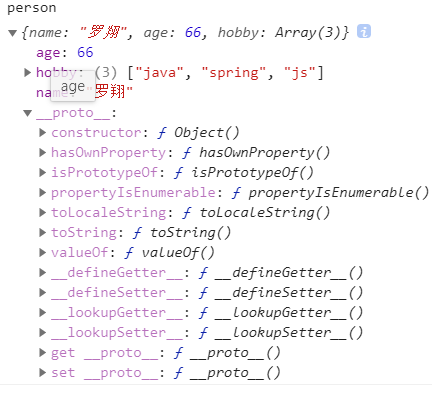 person
{name: "罗翔", age: 66, hobby: Array(3)} i
age: 66
hobby: (3) ["java", "spring", "js"]
age
"罗翔"
__proto__:
constructor: ƒ Object()
hasOwnProperty: ƒ hasOwnProperty()
isPrototypeOf: ƒ isPrototypeOf()
propertyIsEnumerable: ƒ propertyIsEnumerable()
toLocaleString: ƒ toLocaleString()
toString: ƒ toString()
valueOf: ƒ valueOf()
__defineGetter__: ƒ __defineGetter__()
__defineSetter__: ƒ __defineSetter__()
__lookupGetter__: ƒ __lookupGetter__()
__lookupSetter__: ƒ __lookupSetter__()
get __proto__: ƒ __proto__()
set __proto__: ƒ __proto__()